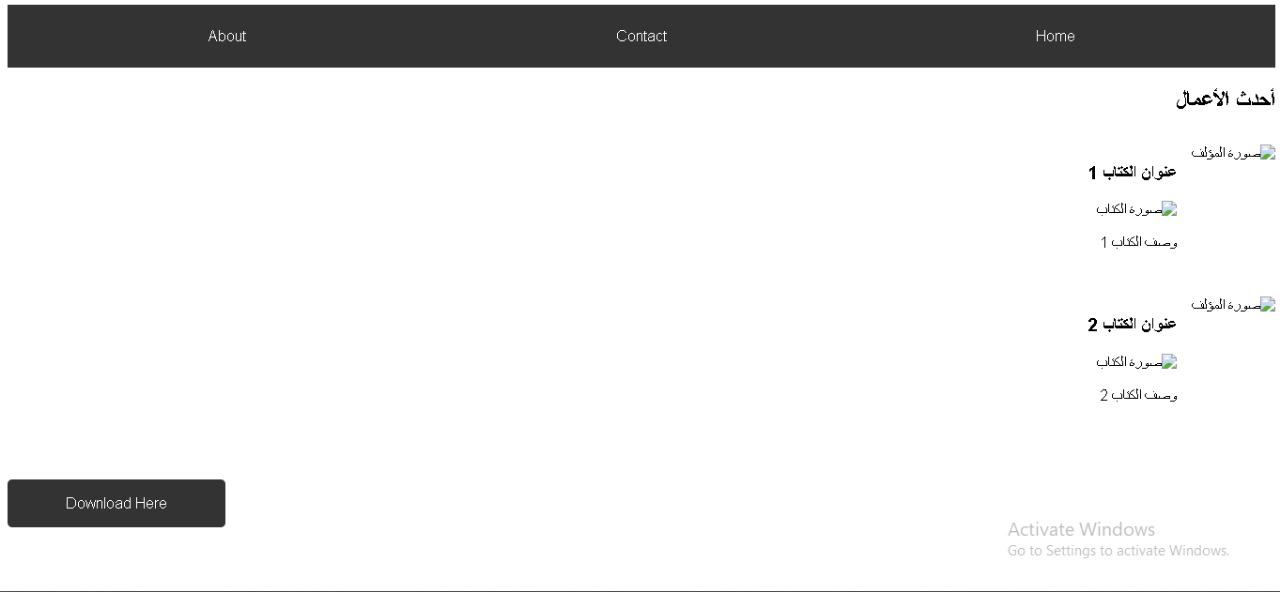 About Contact Home
أحدث الأعمال
صورة المؤلف
عنوان الكتاب 1
صورة الكتاب
وصف الكتاب 1
صورة المؤلف
عنوان الكتاب 2
صورة الكتاب
وصف الكتاب 2
Download Here
Activate Windows
Go to Settings to activate Windows.